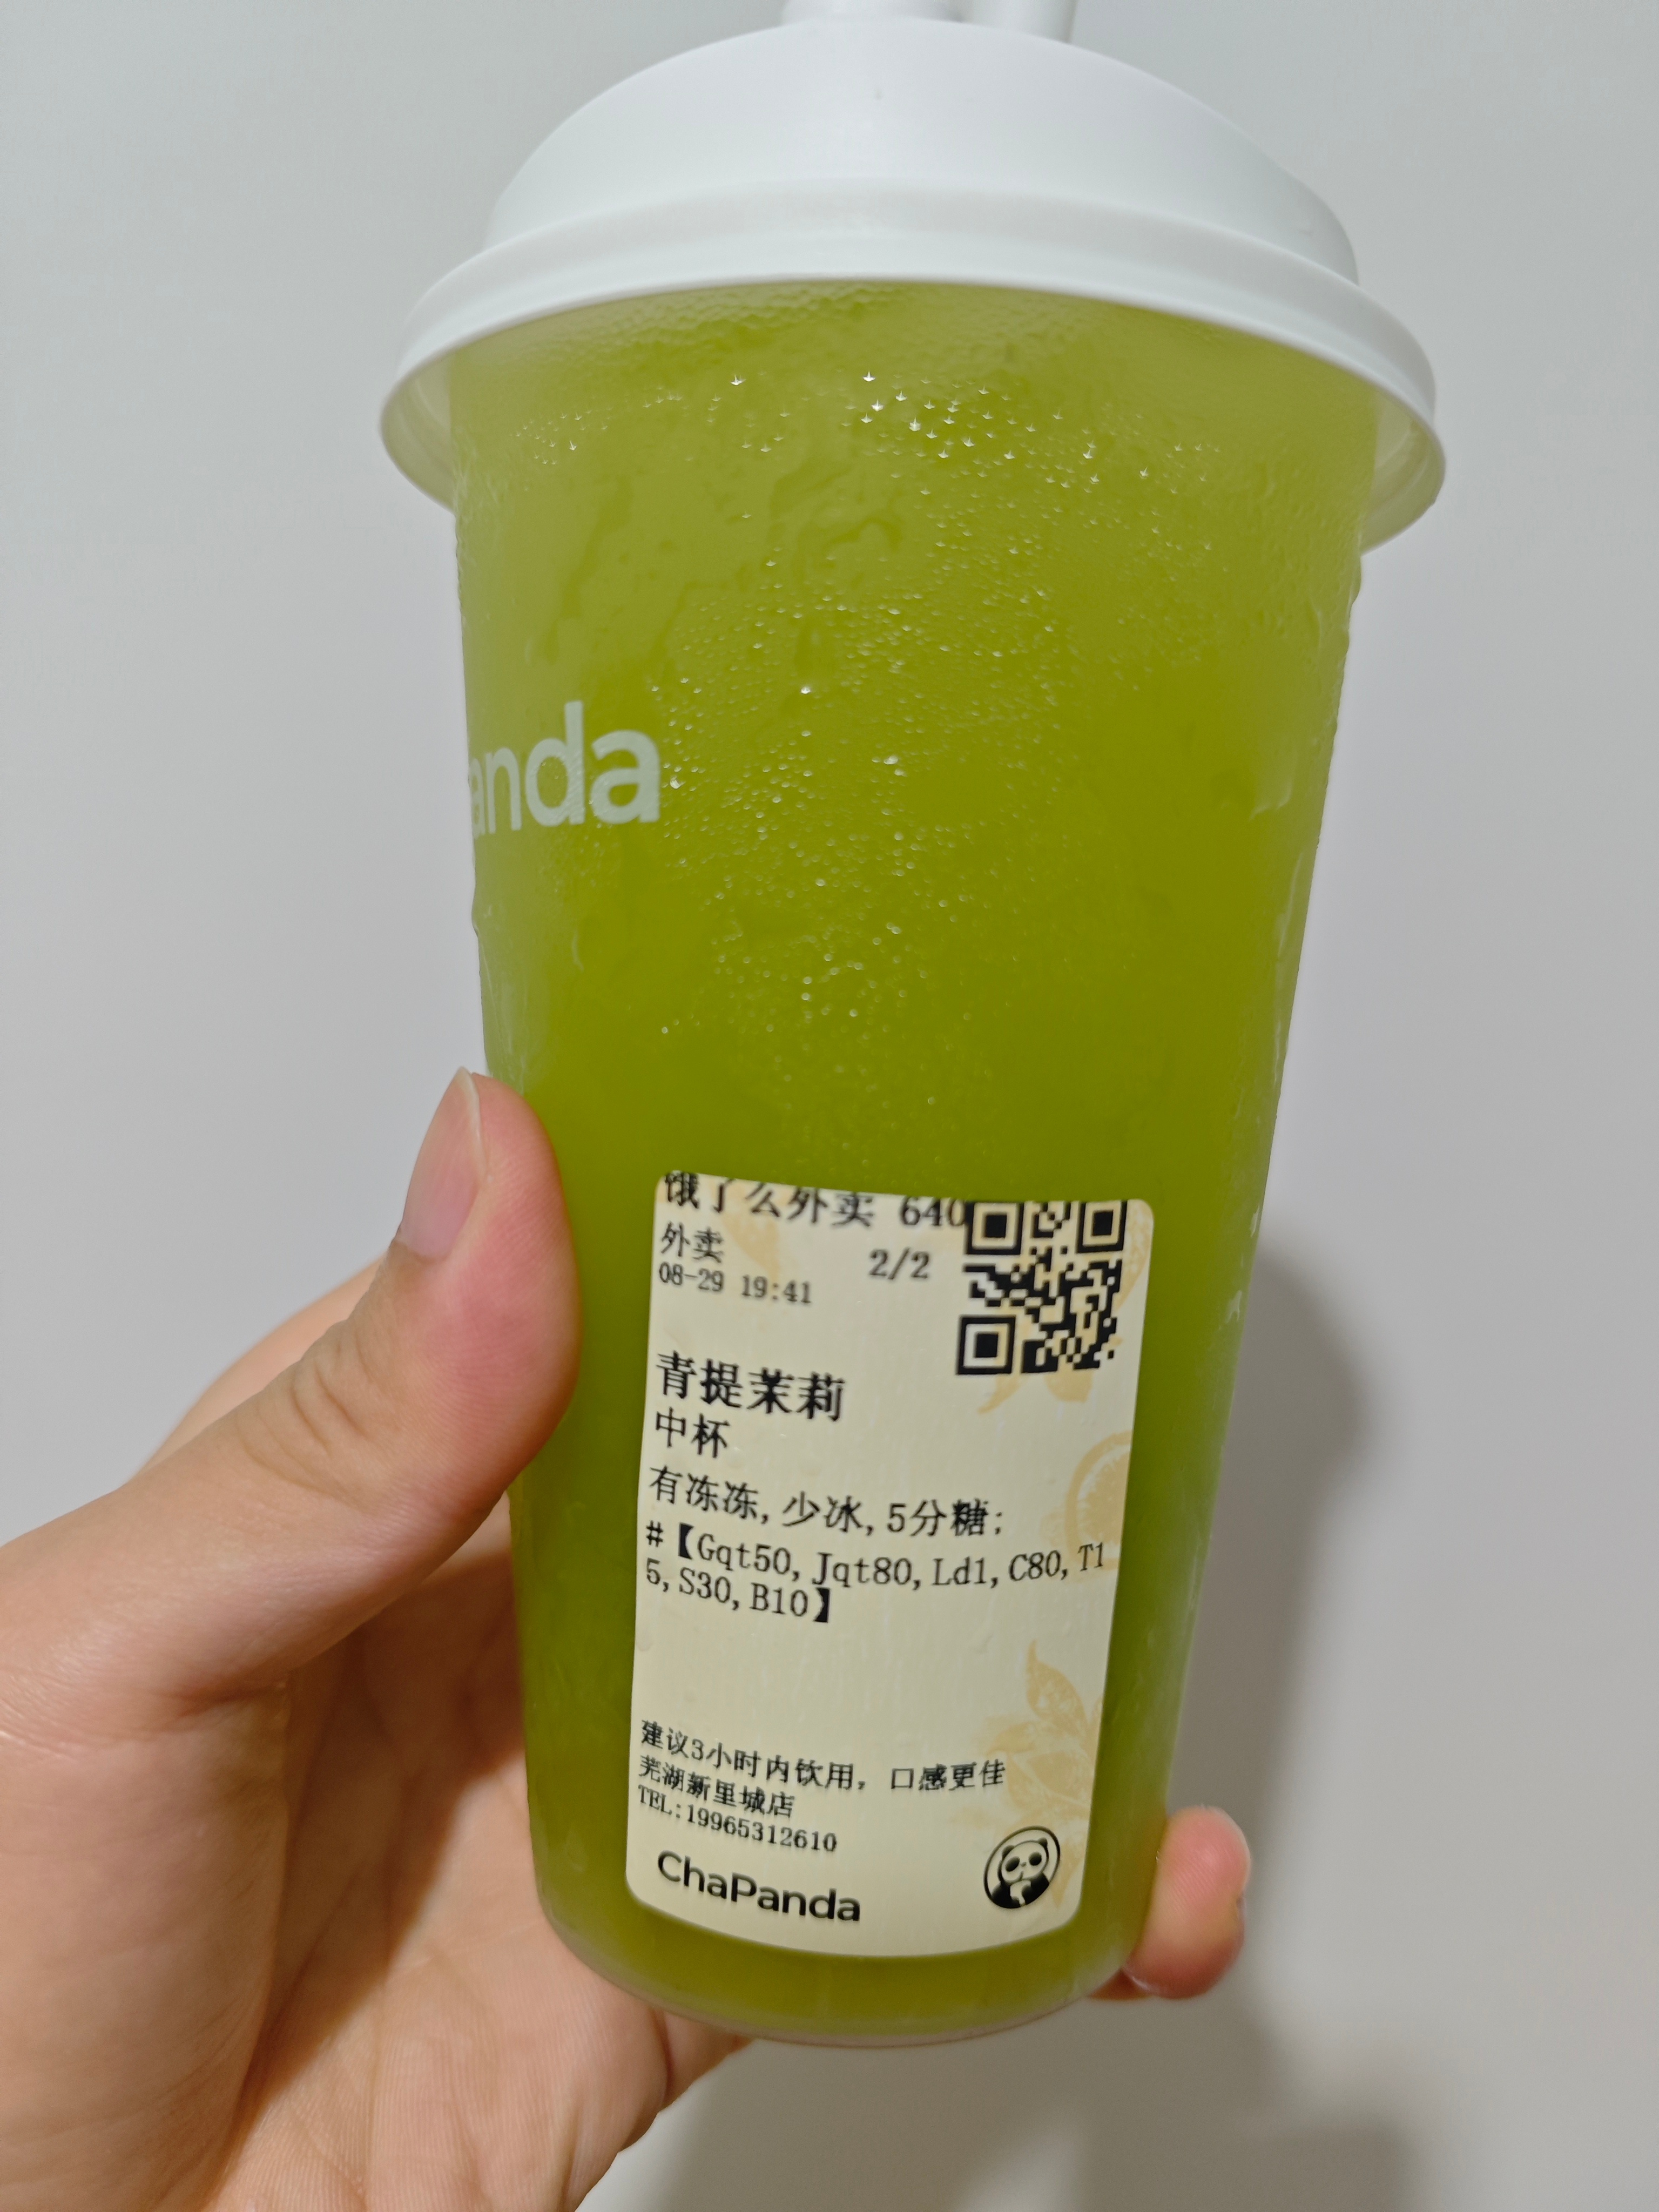 anda
饿了么外卖 640
外卖 2/2
08-29 19:41
青提茉莉
中杯
有冻冻,少冰,5分糖;
#【Gqt50,Jqt80,Ld1,C80,T1
5,S30,B10】
建议3小时内饮用，口感更佳
芜湖新里城店
TEL:19965312610
ChaPanda